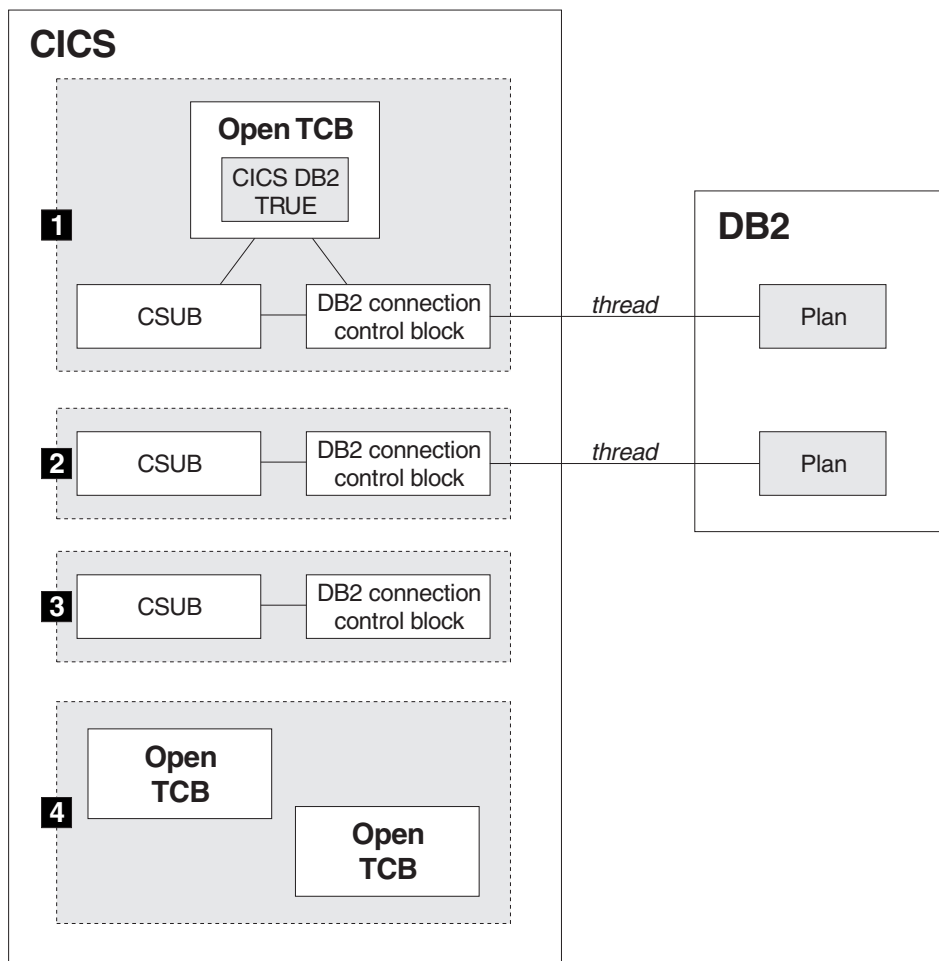 CICS
Open TCB
CICS DB2
TRUE
1
CSUB
DB2 connection
control block
thread
DB2
Plan
2
CSUB
DB2 connection
control block
thread
Plan
3
CSUB
DB2 connection
control block
4
Open
TCB
Open
TCB